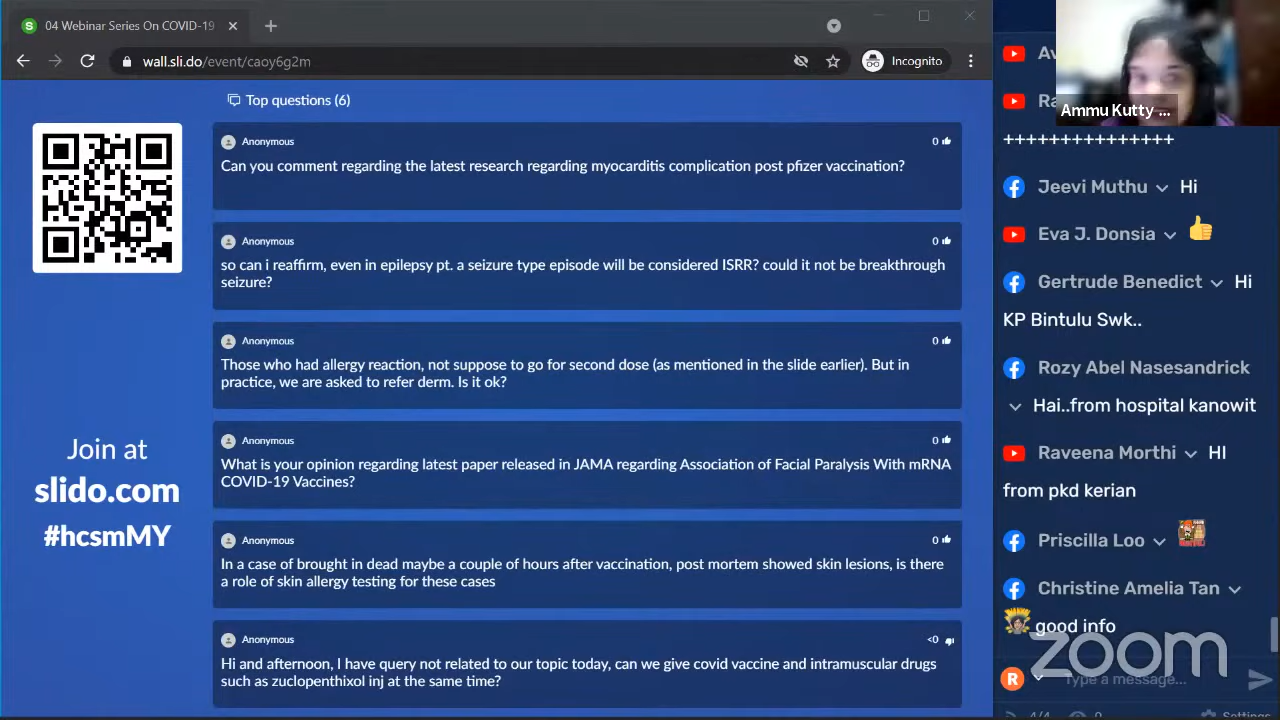 04 Webinar Series On COVID-19
wall.sli.do/event/caoy6g2m
Incognito
Top questions (6)
Anonymous
0
Can you comment regarding the latest research regarding myocarditis complication post pfizer vaccination?
Anonymous
0
so can i reaffirm, even in epilepsy pt. a seizure type episode will be considered ISRR? could it not be breakthrough
seizure?
Anonymous
0
Those who had allergy reaction, not suppose to go for second dose (as mentioned in the slide earlier). But in
practice, we are asked to refer derm. Is it ok?
Anonymous
0
What is your opinion regarding latest paper released in JAMA regarding Association of Facial Paralysis With mRNA
COVID-19 Vaccines?
Anonymous
0
In a case of brought in dead maybe a couple of hours after vaccination, post mortem showed skin lesions, is there
a role of skin allergy testing for these cases
Anonymous
<0
Hi and afternoon, I have query not related to our topic today, can we give covid vaccine and intramuscular drugs
such as zuclopenthixol inj at the same time?
Join at
slido.com
#hcsmMY
Ammu Kutty ...
+++++++++++++++
Jeevi Muthu Hi
Eva J. Donsia
Gertrude Benedict Hi
KP Bintulu Swk..
Rozy Abel Nasesandrick
Hai..from hospital kanowit
Raveena Morthi HI
from pkd kerian
Priscilla Loo
Christine Amelia Tan
good info
zoom
R
Type a message...
Settings